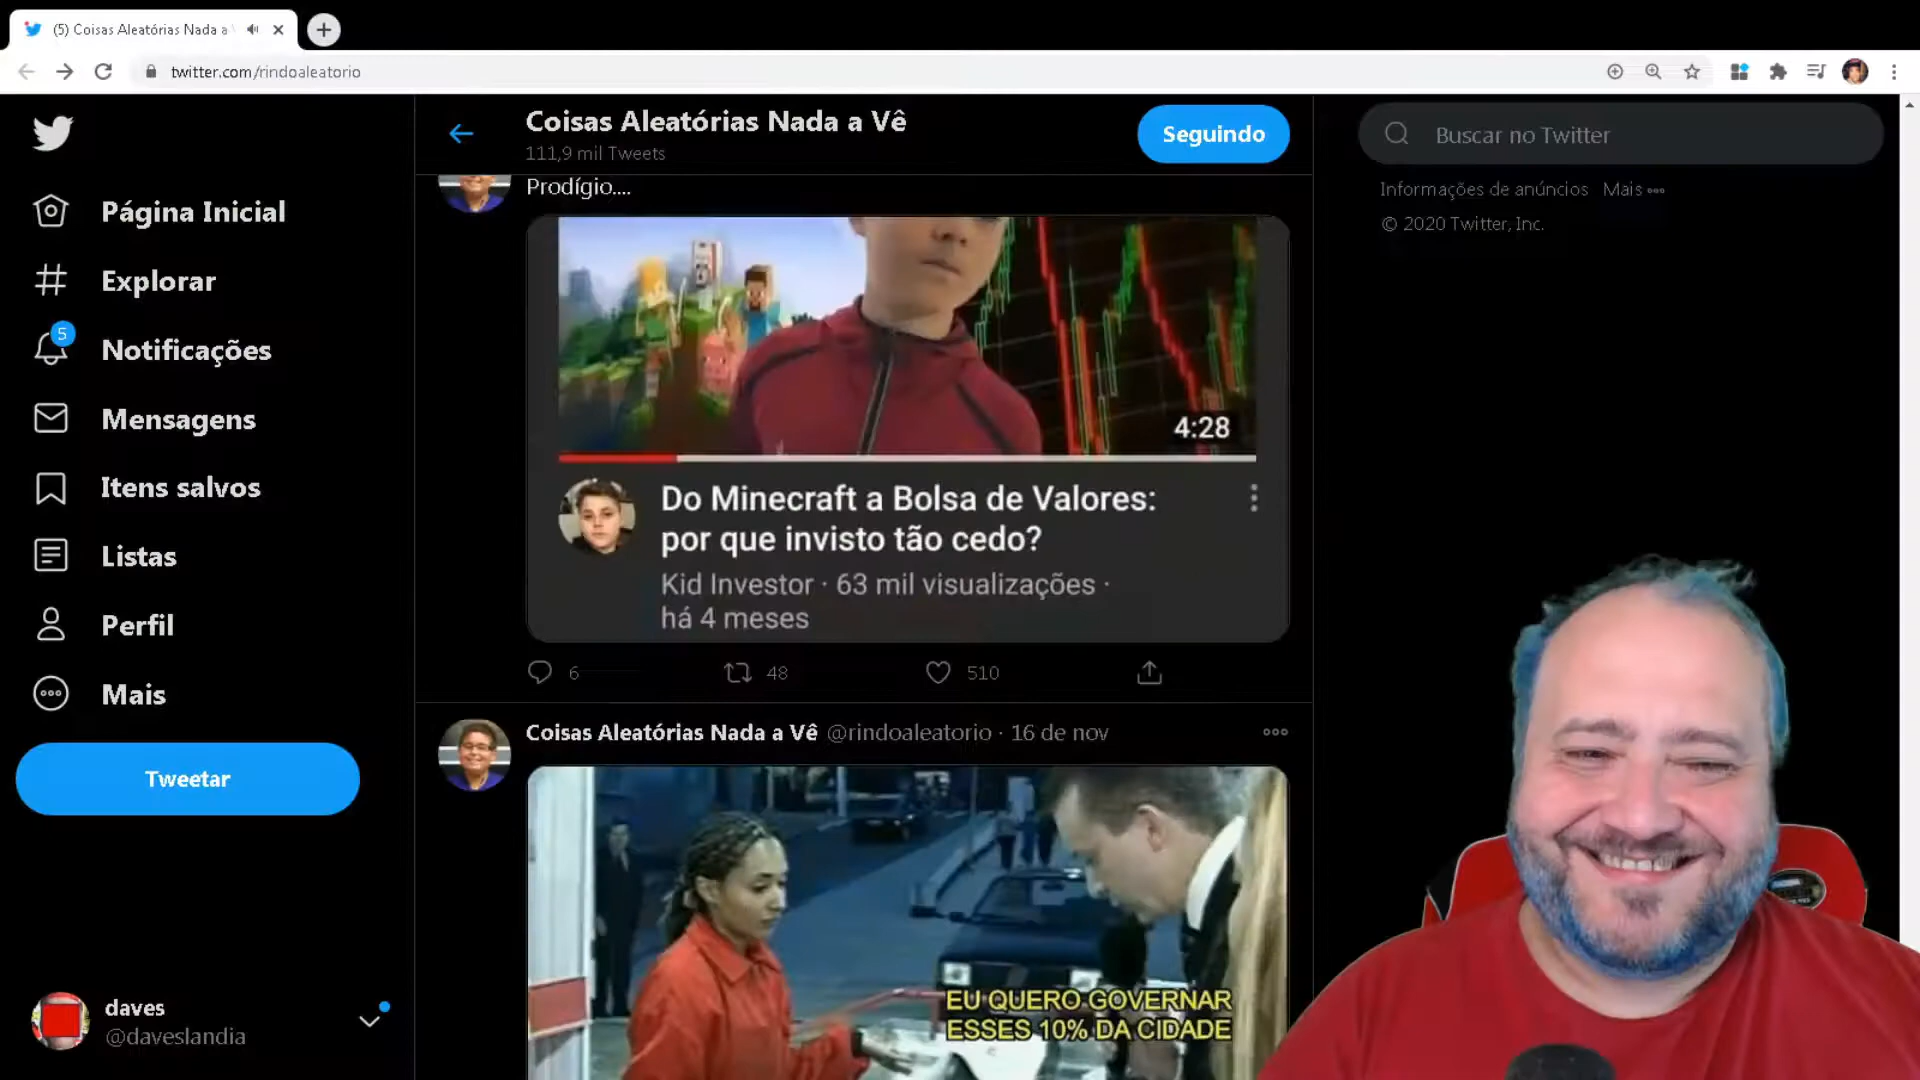 (5) Coisas Aleatórias Nada a
twitter.com/rindoaleatorio
Coisas Aleatórias Nada a Vê
111,9 mil Tweets
Seguindo
Buscar no Twitter
Informações de anúncios Mais
© 2020 Twitter, Inc.
Página Inicial
Explorar
5
Notificações
Mensagens
Itens salvos
Listas
Perfil
Mais
Tweetar
daves
@daveslandia
Prodígio....
4:28
Do Minecraft a Bolsa de Valores:
por que invisto tão cedo?
Kid Investor · 63 mil visualizações ·
há 4 meses
6 48 510
Coisas Aleatórias Nada a Vê @rindoaleatorio · 16 de nov
EU QUERO GOVERNAR
ESSES 10% DA CIDADE